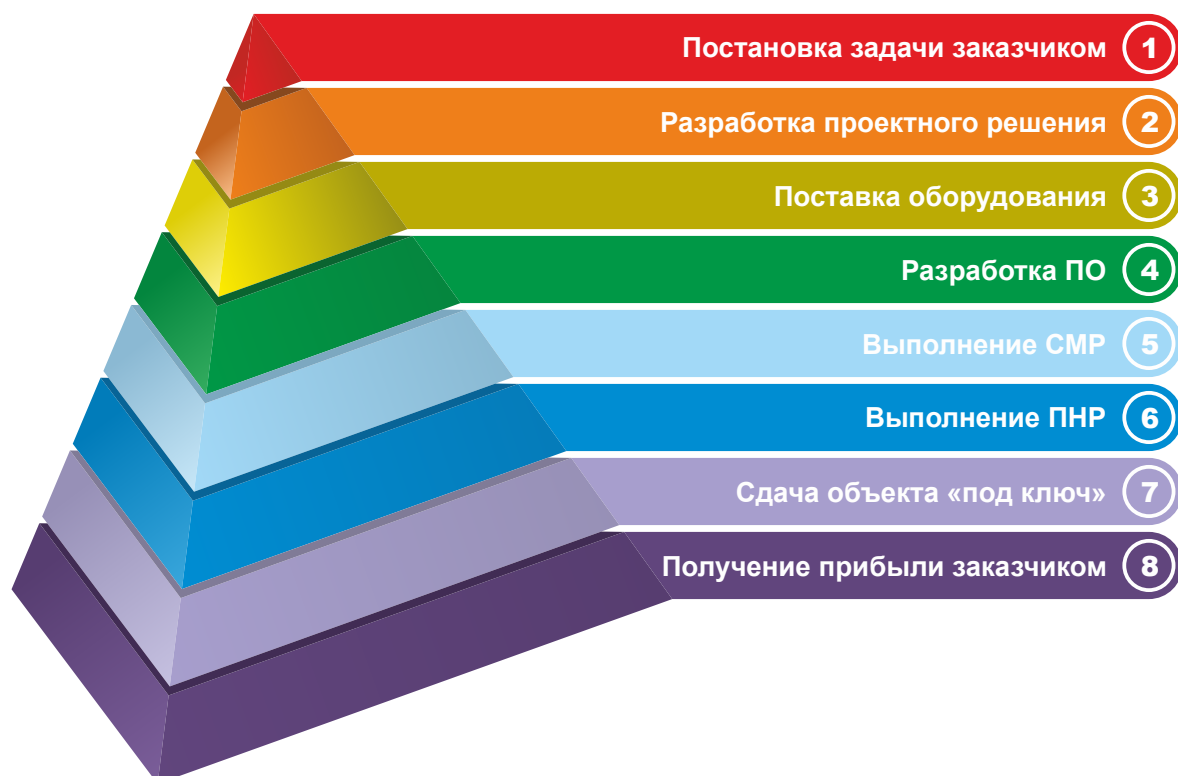 Постановка задачи заказчиком 1
Разработка проектного решения 2
Поставка оборудования 3
Разработка ПО 4
Выполнение СМР 5
Выполнение ПНР 6
Сдача объекта «под ключ» 7
Получение прибыли заказчиком 8